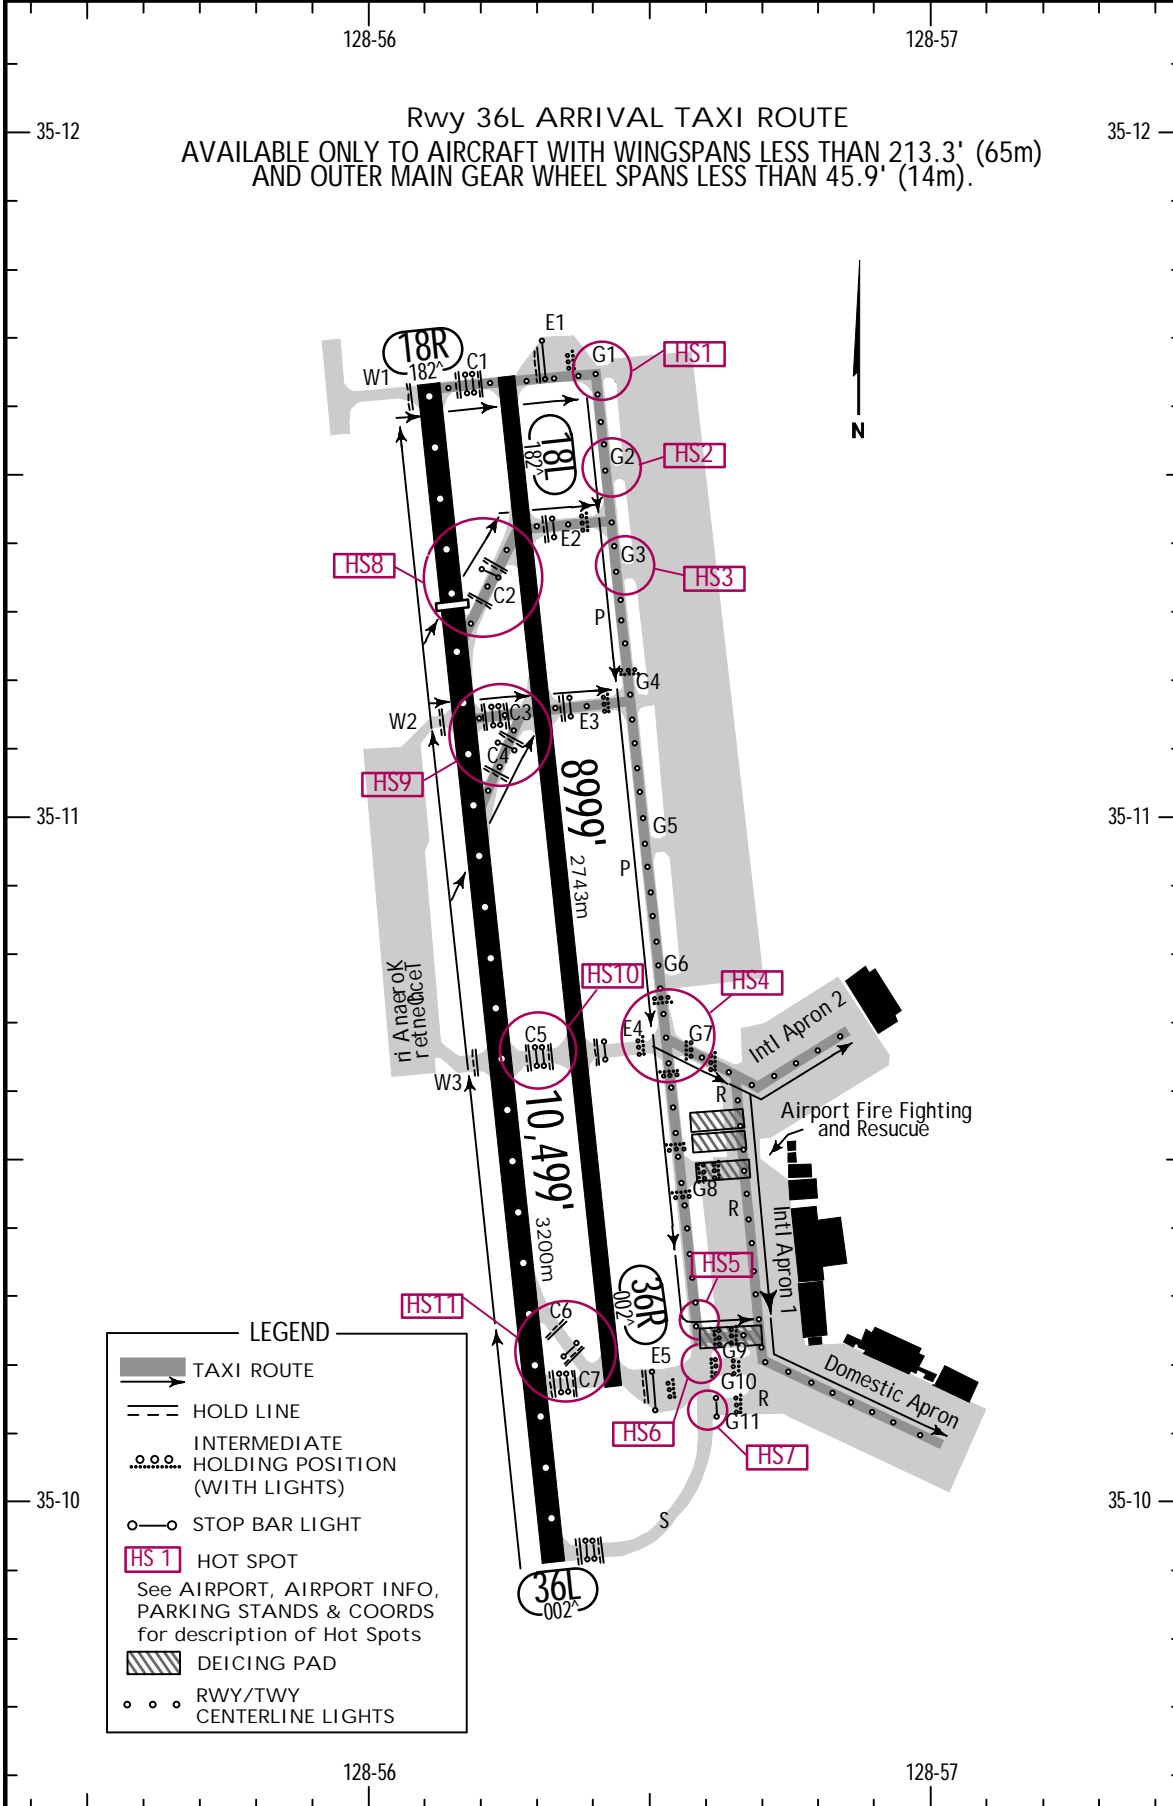 128-56
128-57
35-12
35-12
Rwy 36L ARRIVAL TAXI ROUTE
AVAILABLE ONLY TO AIRCRAFT WITH WINGSPANS LESS THAN 213.3' (65m)
AND OUTER MAIN GEAR WHEEL SPANS LESS THAN 45.9' (14m).
N
E1
18R
182^
C1
W1
G1
HS1
18L
182^
G2
HS2
E2
HS8
C2
G3
HS3
P
G4
W2
C3
E3
C4
HS9
35-11
35-11
8999'
2743m
G5
P
G6
ri AnaeroK
retneGcel
HS10
HS4
E4
G7
Intl Apron 2
C5
W3
R
10,499'
3200m
Airport Fire Fighting
and Resucue
G8
R
Intl Apron 1
HS5
36R
002^
HS11
C6
C7
E5
G9
G10
Domestic Apron
R
G11
HS6
HS7
35-10
35-10
S
36L
002^
LEGEND
TAXI ROUTE
HOLD LINE
INTERMEDIATE
HOLDING POSITION
(WITH LIGHTS)
STOP BAR LIGHT
HS 1 HOT SPOT
See AIRPORT, AIRPORT INFO,
PARKING STANDS & COORDS
for description of Hot Spots
DEICING PAD
RWY/TWY
CENTERLINE LIGHTS
128-56
128-57